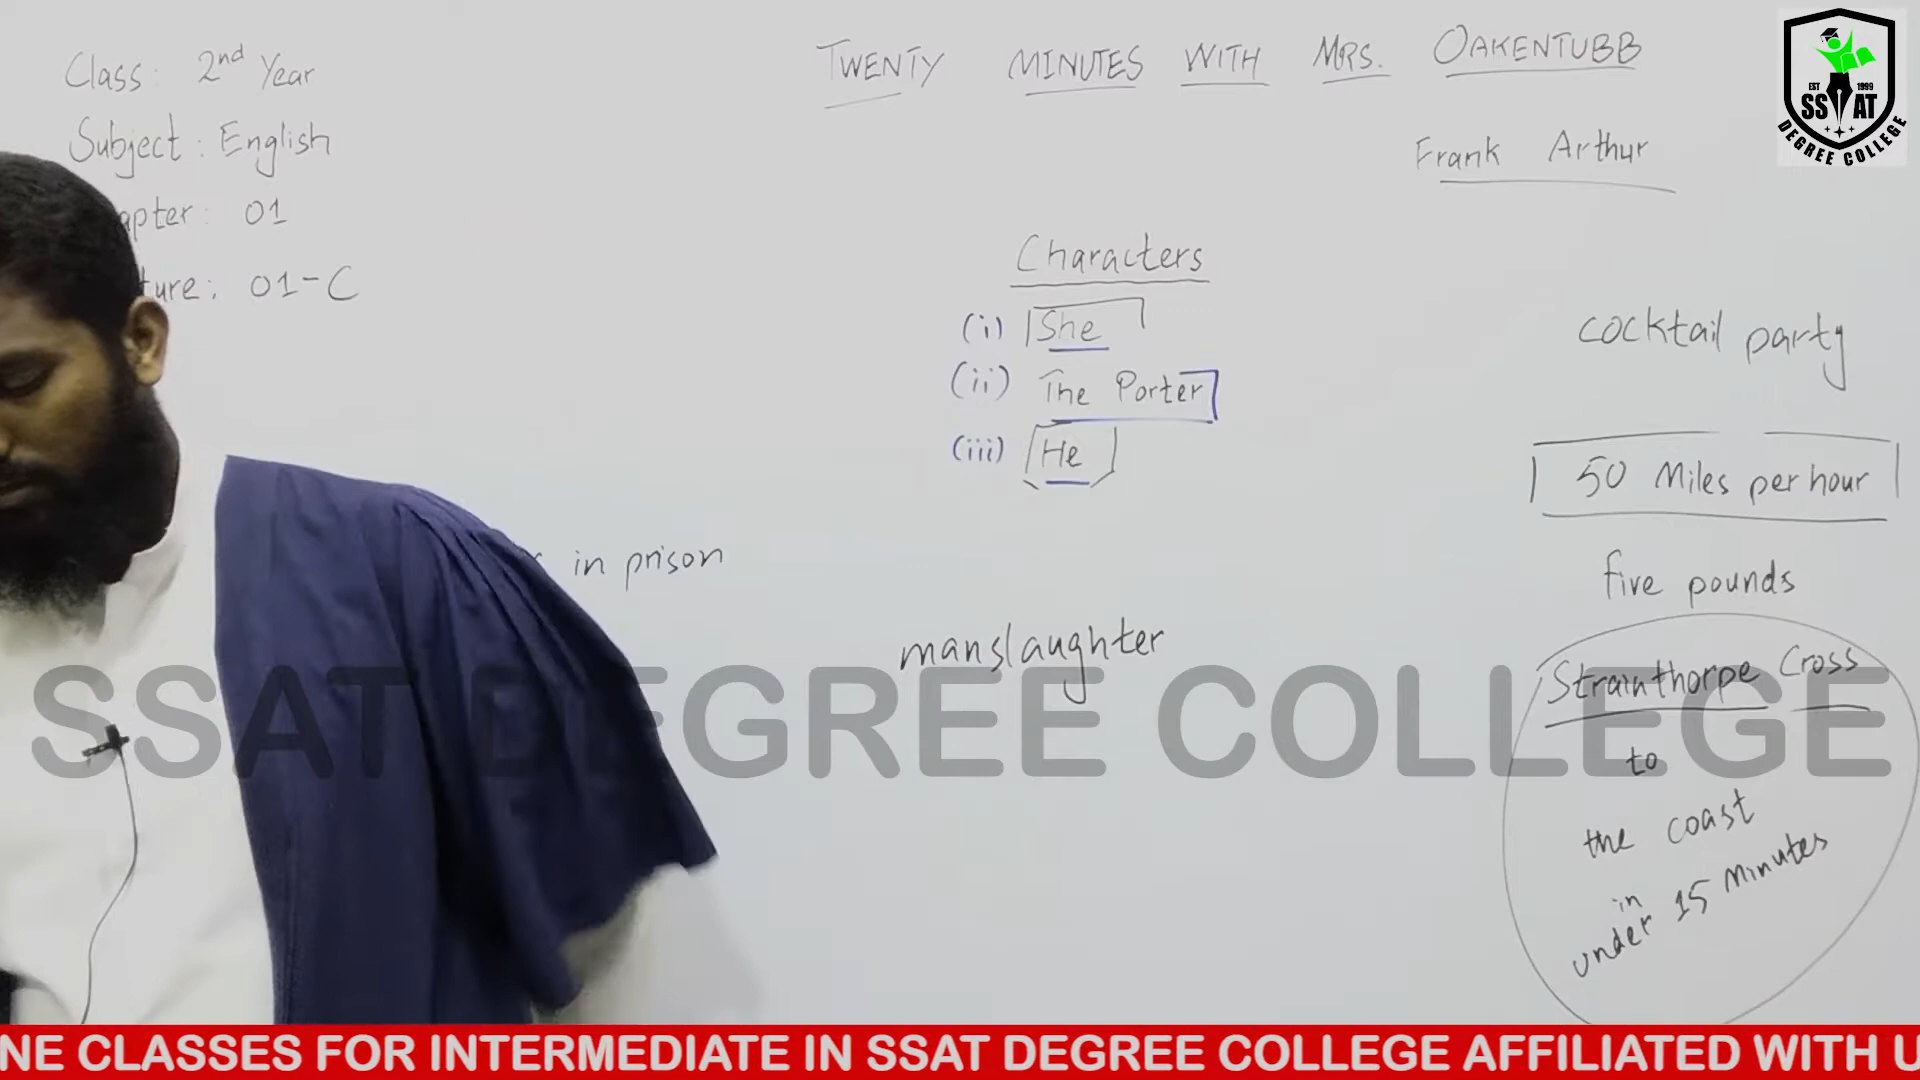 Class: 2nd Year
Subject: English
apter: 01
ture: 01-C
TWENTY MINUTES WITH MRS. OAKENTUBB
Frank Arthur
Characters
(i) She
(ii) The Porter
(iii) He
in prison
manslaughter
cocktail party
50 Miles per hour
five pounds
Strainthorpe Cross
to
the coast
in
under 15 Minutes
EST 1999
SSAT
DEGREE COLLEGE
SSAT DEGREE COLLEGE
NE CLASSES FOR INTERMEDIATE IN SSAT DEGREE COLLEGE AFFILIATED WITH U